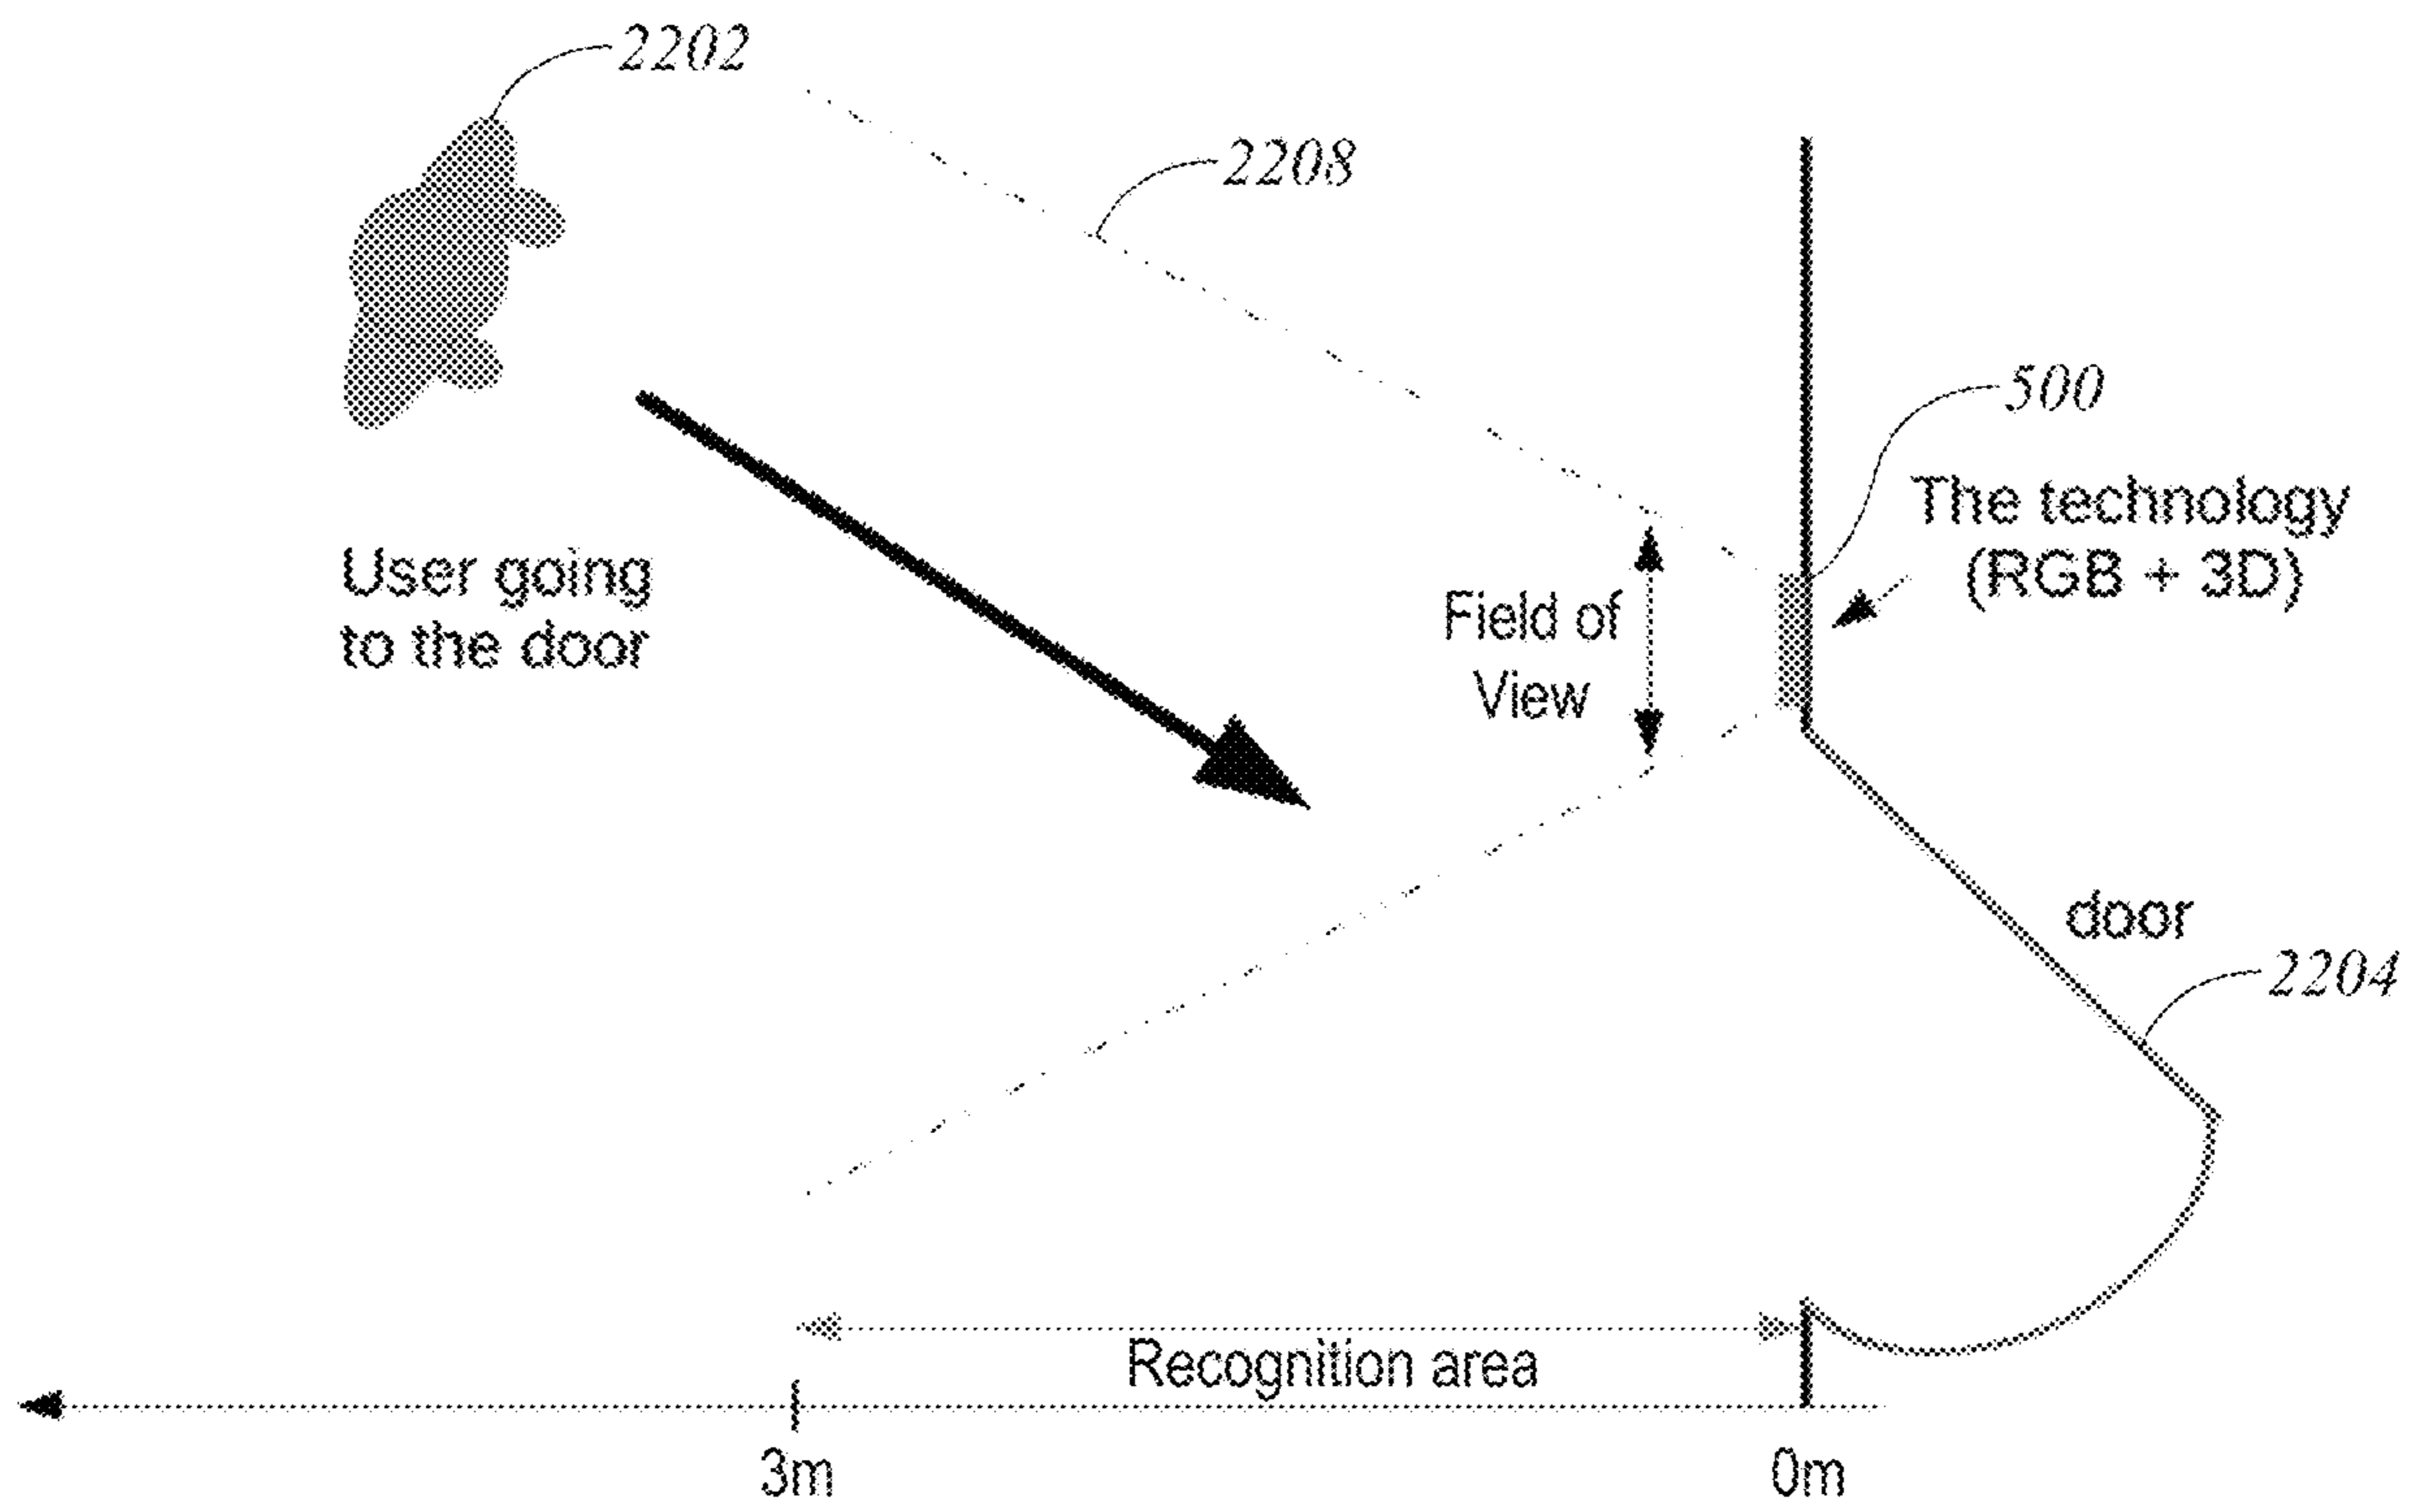 2202
2208
500
The technology
(RGB + 3D)
User going
to the door
Field of
View
door
2204
Recognition area
3m
0m